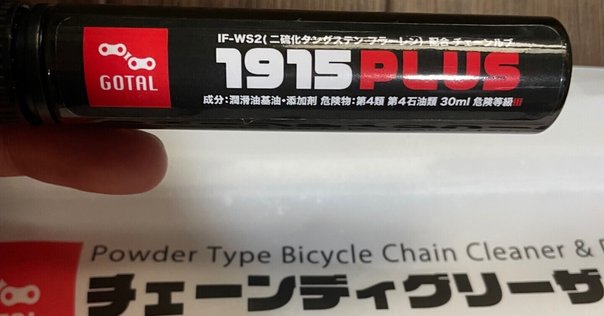 IF-WS2(二硫化タングステン フラーレン) 配合 チェーンルブ
GOTAL
1915PLUS
成分:潤滑油基油・添加剤 危険物:第4類 第4石油類 30ml 危険等級III
Powder Type Bicycle Chain Cleaner &
GOTAL
チェーンディグリーザ